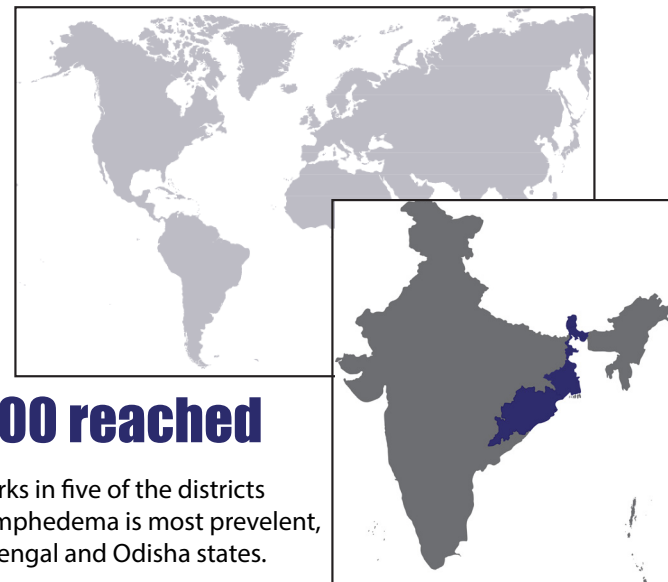 00 reached
rks in five of the districts
mphedema is most prevelent,
engal and Odisha states.